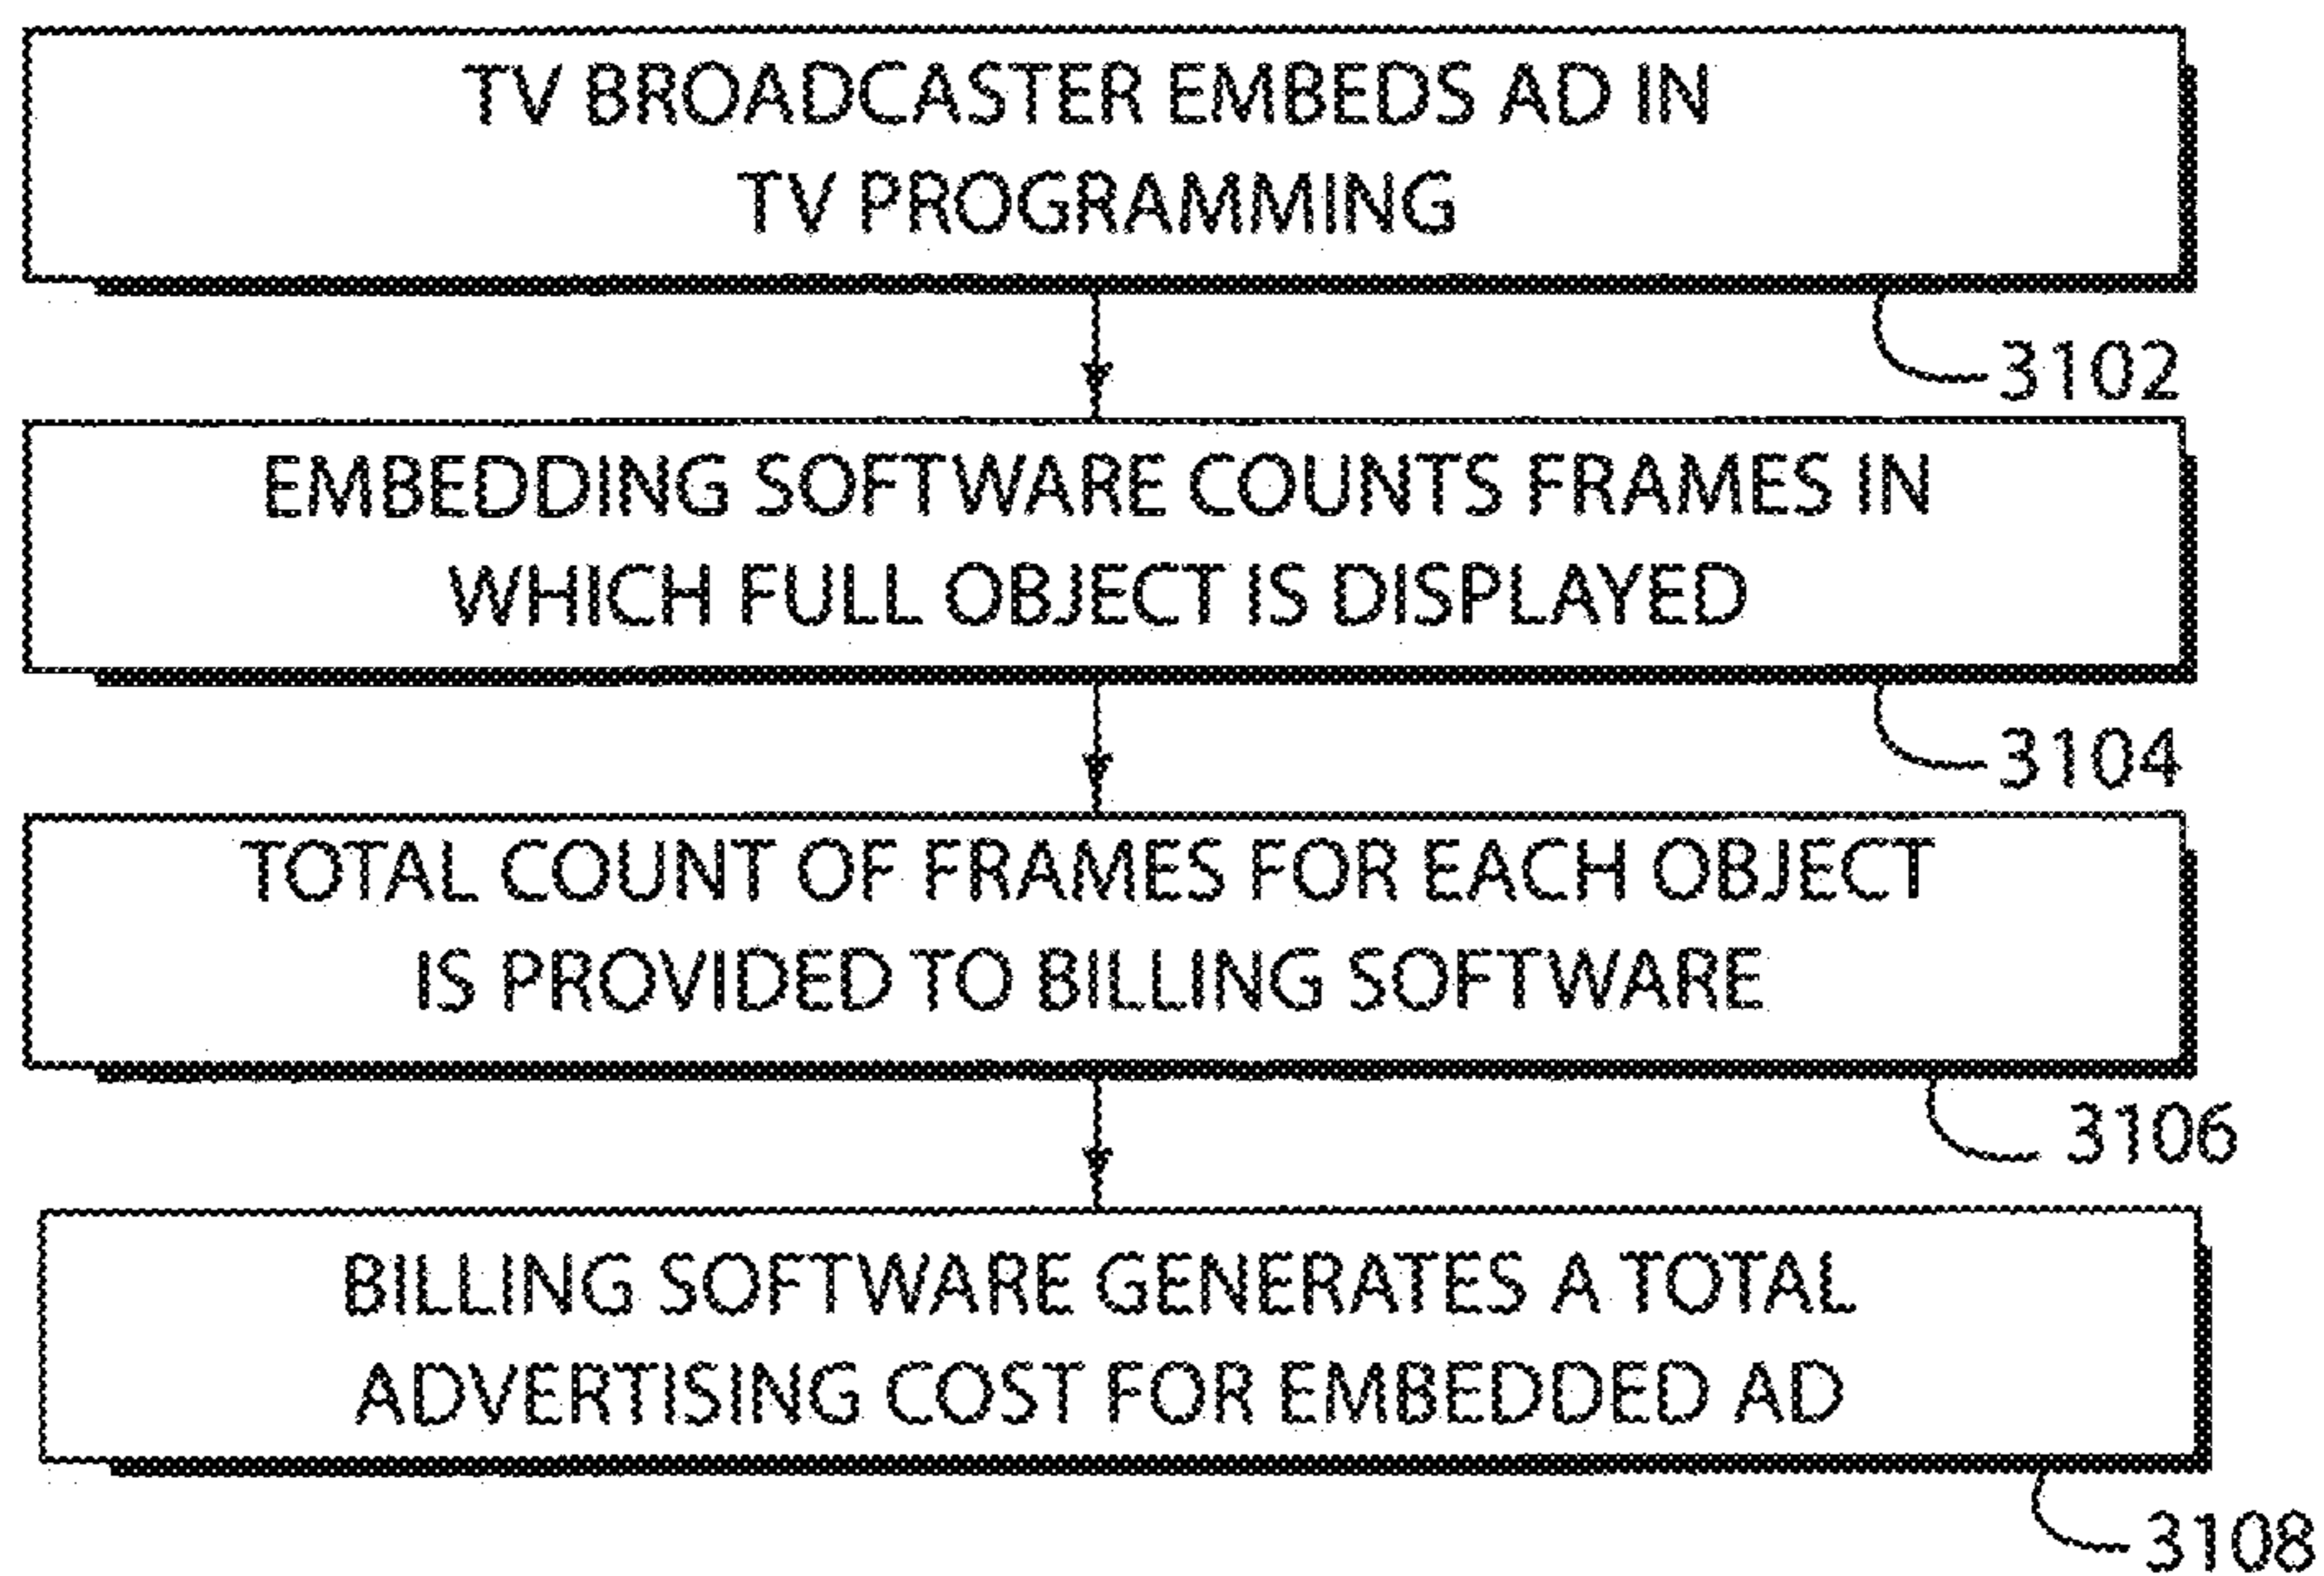 TV BROADCASTER EMBEDS AD IN
TV PROGRAMMING
3102
EMBEDDING SOFTWARE COUNTS FRAMES IN
WHICH FULL OBJECT IS DISPLAYED
3104
TOTAL COUNT OF FRAMES FOR EACH OBJECT
IS PROVIDED TO BILLING SOFTWARE
3106
BILLING SOFTWARE GENERATES A TOTAL
ADVERTISING COST FOR EMBEDDED AD
3108